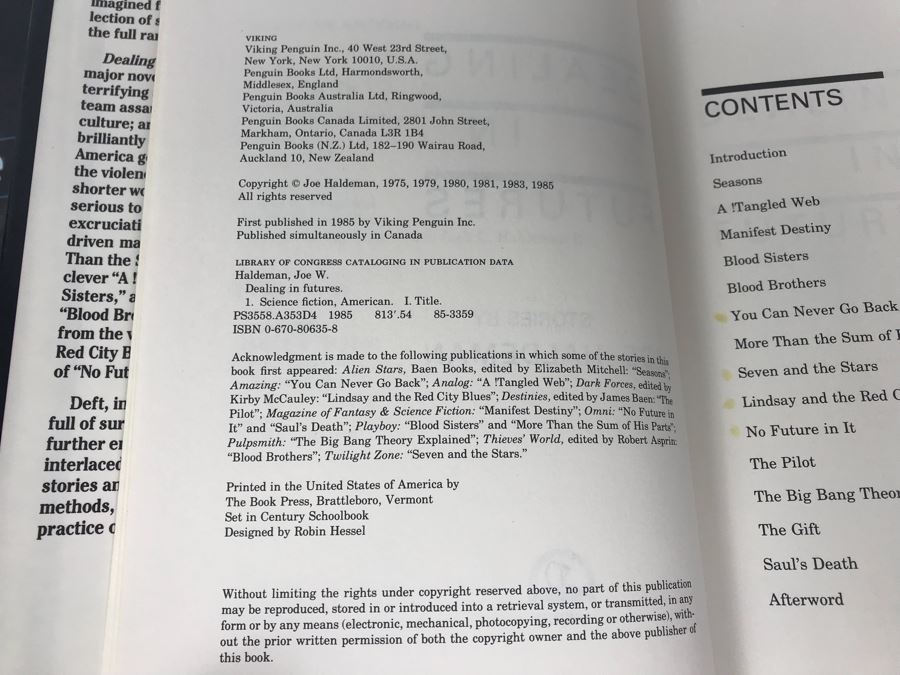 imagined f
lection of s
the full ra
Dealing
major nove
terrifying
team assa
culture; an
brilliantly
America g
the violen
shorter wo
serious to
excruciati
driven ma
Than the S
clever "A !
Sisters," a
"Blood Bro
from the v
Red City B
of "No Fut
Deft, in
full of sur
further en
interlaced
stories an
methods,
practice o
VIKING
Viking Penguin Inc., 40 West 23rd Street,
New York, New York 10010, U.S.A.
Penguin Books Ltd, Harmondsworth,
Middlesex, England
Penguin Books Australia Ltd, Ringwood,
Victoria, Australia
Penguin Books Canada Limited, 2801 John Street,
Markham, Ontario, Canada L3R 1B4
Penguin Books (N.Z.) Ltd, 182–190 Wairau Road,
Auckland 10, New Zealand
Copyright © Joe Haldeman, 1975, 1979, 1980, 1981, 1983, 1985
All rights reserved
First published in 1985 by Viking Penguin Inc.
Published simultaneously in Canada
LIBRARY OF CONGRESS CATALOGING IN PUBLICATION DATA
Haldeman, Joe W.
Dealing in futures.
1. Science fiction, American. I. Title.
PS3558.A353D4 1985 813'.54 85-3359
ISBN 0-670-80635-8
Acknowledgment is made to the following publications in which some of the stories in this
book first appeared: Alien Stars, Baen Books, edited by Elizabeth Mitchell: "Seasons";
Amazing: "You Can Never Go Back"; Analog: "A !Tangled Web"; Dark Forces, edited by
Kirby McCauley: "Lindsay and the Red City Blues"; Destinies, edited by James Baen: "The
Pilot"; Magazine of Fantasy & Science Fiction: "Manifest Destiny"; Omni: "No Future in
It" and "Saul's Death"; Playboy: "Blood Sisters" and "More Than the Sum of His Parts";
Pulpsmith: "The Big Bang Theory Explained"; Thieves' World, edited by Robert Asprin:
"Blood Brothers"; Twilight Zone: "Seven and the Stars."
Printed in the United States of America by
The Book Press, Brattleboro, Vermont
Set in Century Schoolbook
Designed by Robin Hessel
Without limiting the rights under copyright reserved above, no part of this publication
may be reproduced, stored in or introduced into a retrieval system, or transmitted, in any
form or by any means (electronic, mechanical, photocopying, recording or otherwise), with-
out the prior written permission of both the copyright owner and the above publisher of
this book.
CONTENTS
Introduction
Seasons
A !Tangled Web
Manifest Destiny
Blood Sisters
Blood Brothers
You Can Never Go Back
More Than the Sum of H
Seven and the Stars
Lindsay and the Red C
No Future in It
The Pilot
The Big Bang Theor
The Gift
Saul's Death
Afterword